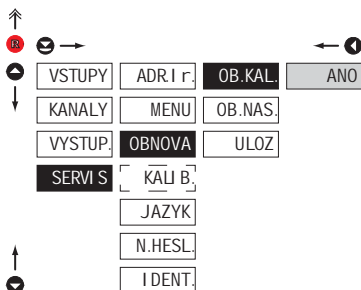 R
VSTUPY ADR.Ir. OB.KAL. ANO
KANALY MENU OB.NAS.
VYSTUP. OBNOVA ULOZ
SERVIS KALIB.
JAZYK
N.HESL.
IDENT.